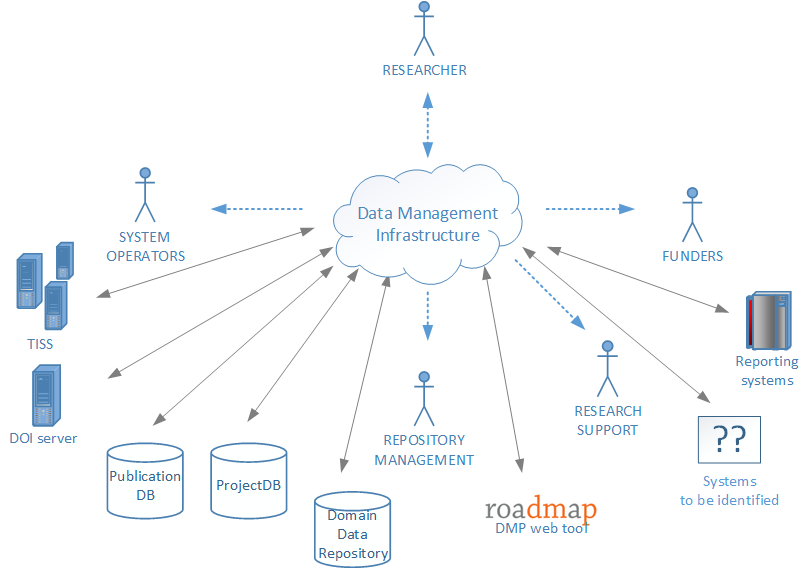 RESEARCHER
Data Management
Infrastructure
SYSTEM
OPERATORS
FUNDERS
TISS
Reporting
systems
DOI server
RESEARCH
SUPPORT
REPOSITORY
MANAGEMENT
??
Publication
DB
ProjectDB
Systems
to be identified
Domain
Data
Repository
roadmap
DMP web tool